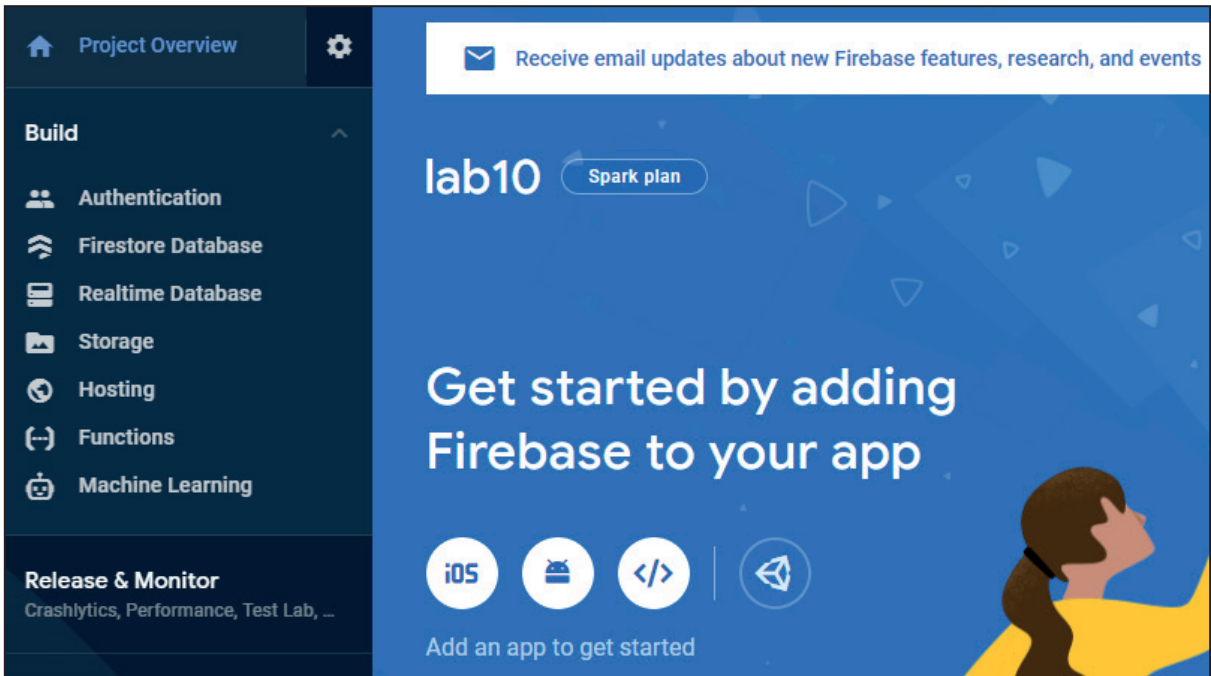 Project Overview
Build
Authentication
Firestore Database
Realtime Database
Storage
Hosting
Functions
Machine Learning
Release & Monitor
Crashlytics, Performance, Test Lab, ...
Receive email updates about new Firebase features, research, and events
lab10 Spark plan
Get started by adding
Firebase to your app
iOS </>
Add an app to get started